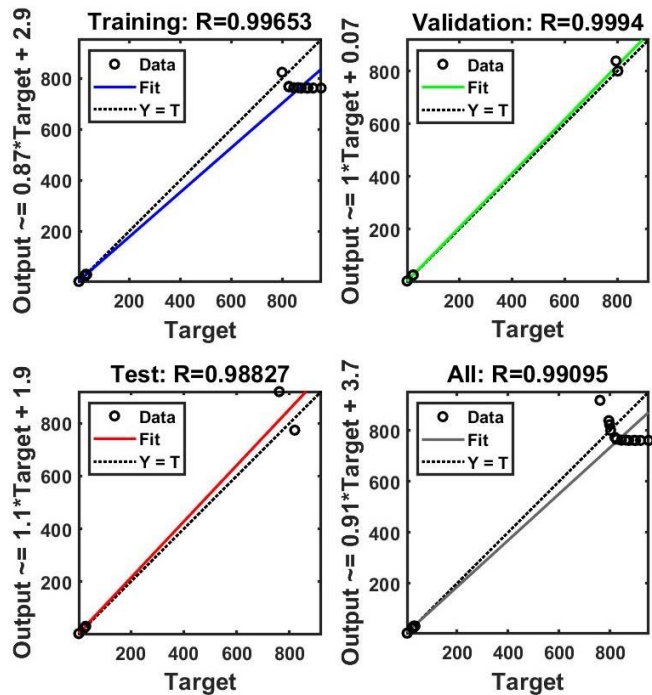 Training: R=0.99653
Output ~= 0.87*Target + 2.9
Data
Fit
Y = T
800
600
400
200
200 400 600 800
Target
Validation: R=0.9994
Output ~= 1*Target + 0.07
Data
Fit
Y = T
800
600
400
200
200 400 600 800
Target
Test: R=0.98827
Output ~= 1.1*Target + 1.9
Data
Fit
Y = T
800
600
400
200
200 400 600 800
Target
All: R=0.99095
Output ~= 0.91*Target + 3.7
Data
Fit
Y = T
800
600
400
200
200 400 600 800
Target